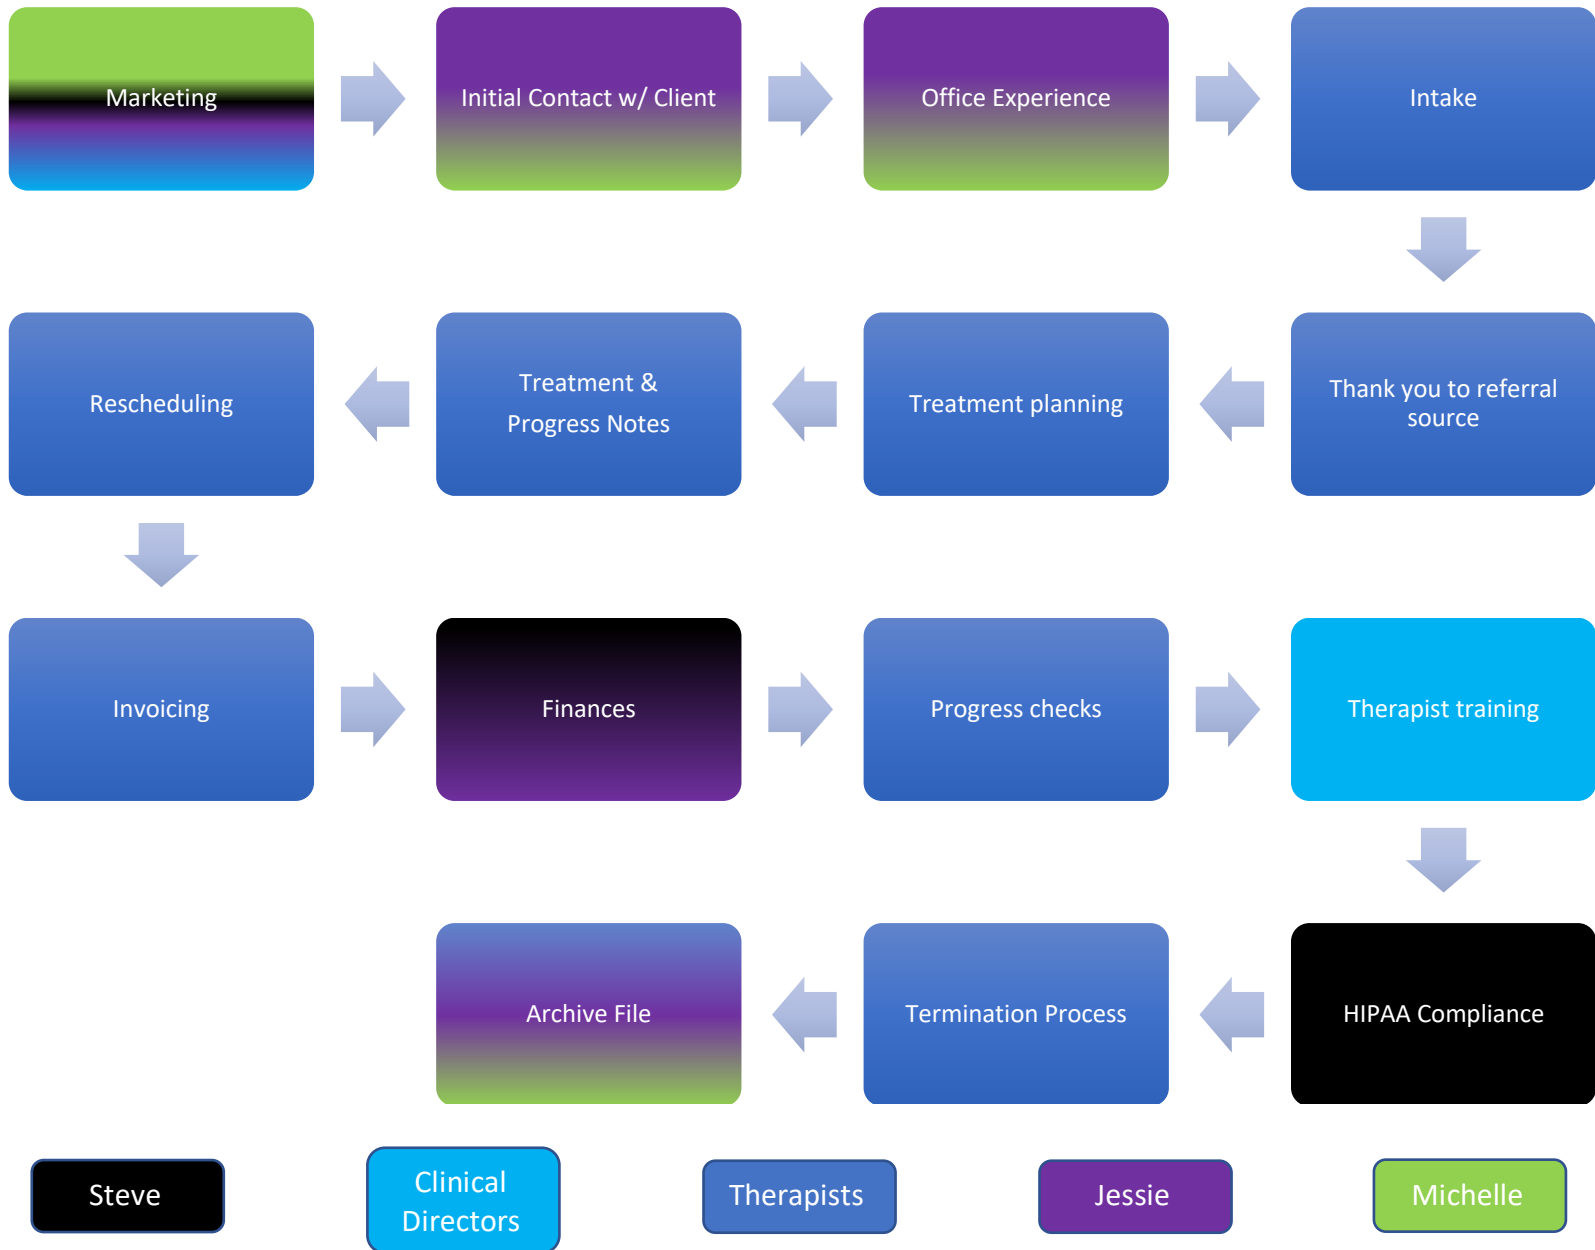 Marketing
Initial Contact w/ Client
Office Experience
Intake
Rescheduling
Treatment &
Progress Notes
Treatment planning
Thank you to referral
source
Invoicing
Finances
Progress checks
Therapist training
Archive File
Termination Process
HIPAA Compliance
Steve
Clinical
Directors
Therapists
Jessie
Michelle